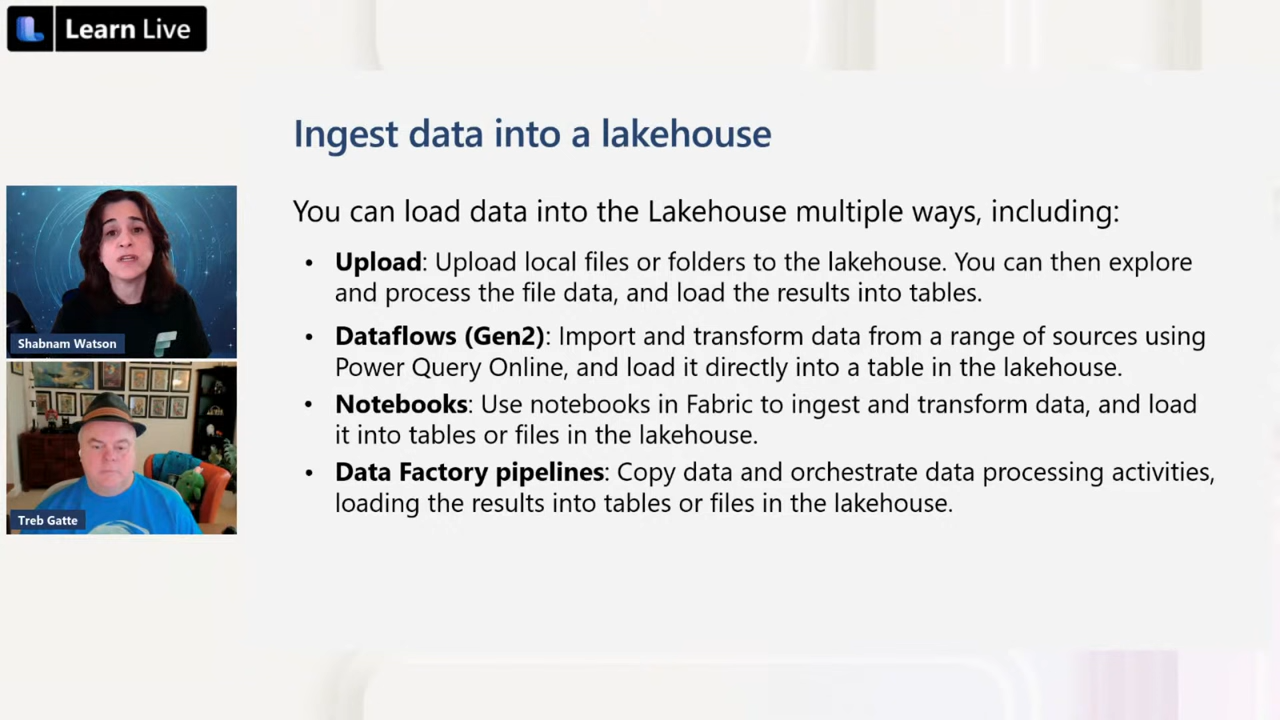 Learn Live
Ingest data into a lakehouse
You can load data into the Lakehouse multiple ways, including:
• Upload: Upload local files or folders to the lakehouse. You can then explore
and process the file data, and load the results into tables.
• Dataflows (Gen2): Import and transform data from a range of sources using
Power Query Online, and load it directly into a table in the lakehouse.
• Notebooks: Use notebooks in Fabric to ingest and transform data, and load
it into tables or files in the lakehouse.
• Data Factory pipelines: Copy data and orchestrate data processing activities,
loading the results into tables or files in the lakehouse.
Shabnam Watson
Treb Gatte